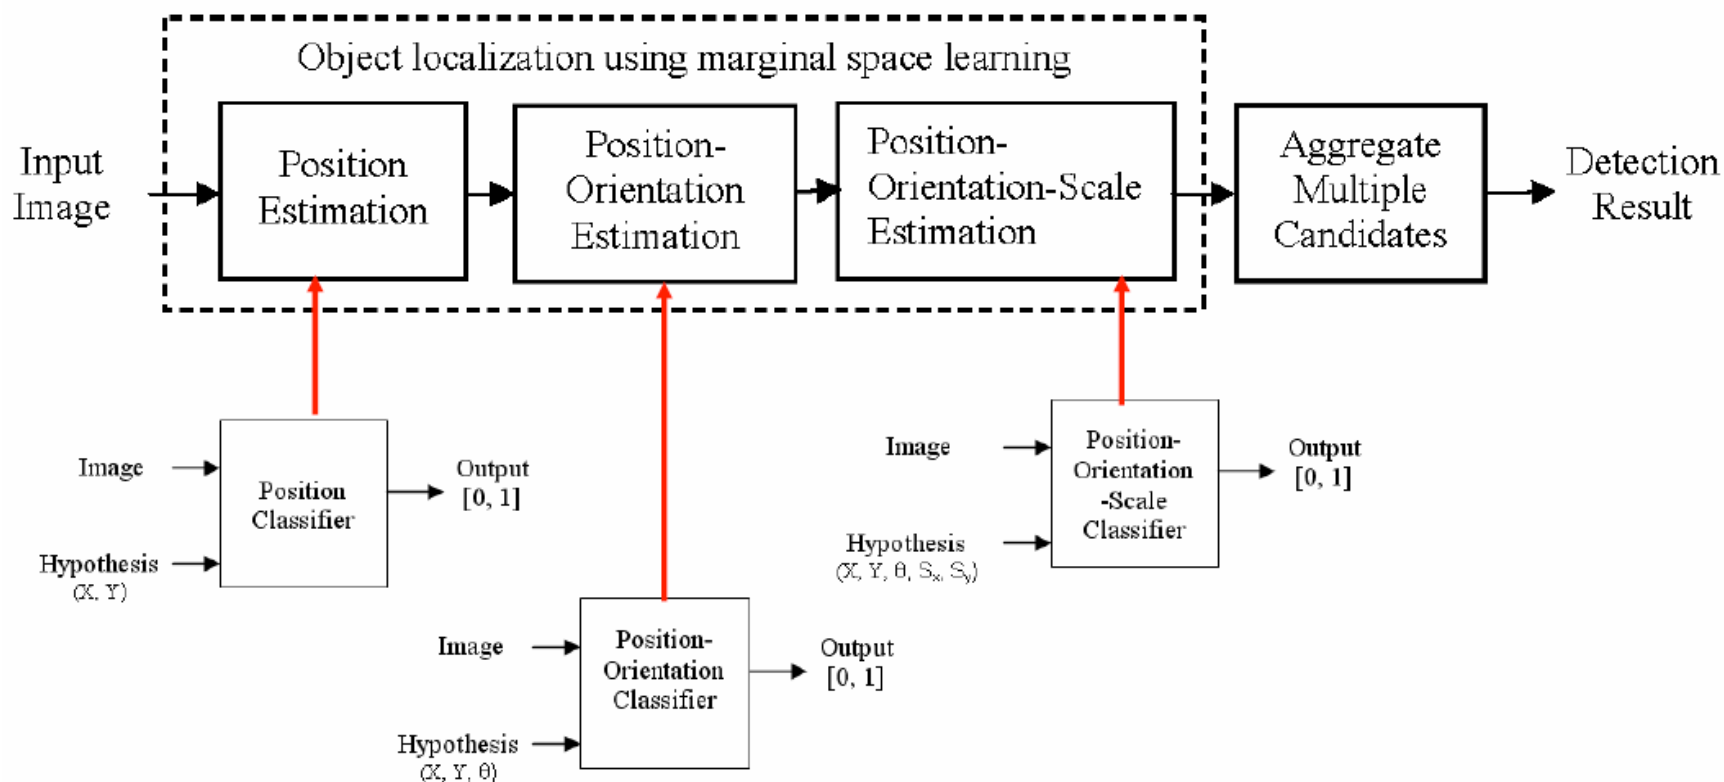 Object localization using marginal space learning
Input
Image
Position
Estimation
Position-
Orientation
Estimation
Position-
Orientation-Scale
Estimation
Aggregate
Multiple
Candidates
Detection
Result
Image
Hypothesis
(X, Y)
Position
Classifier
Output
[0, 1]
Image
Hypothesis
(X, Y, θ)
Position-
Orientation
Classifier
Output
[0, 1]
Image
Hypothesis
(X, Y, θ, Sₓ, Sᵧ)
Position-
Orientation
-Scale
Classifier
Output
[0, 1]